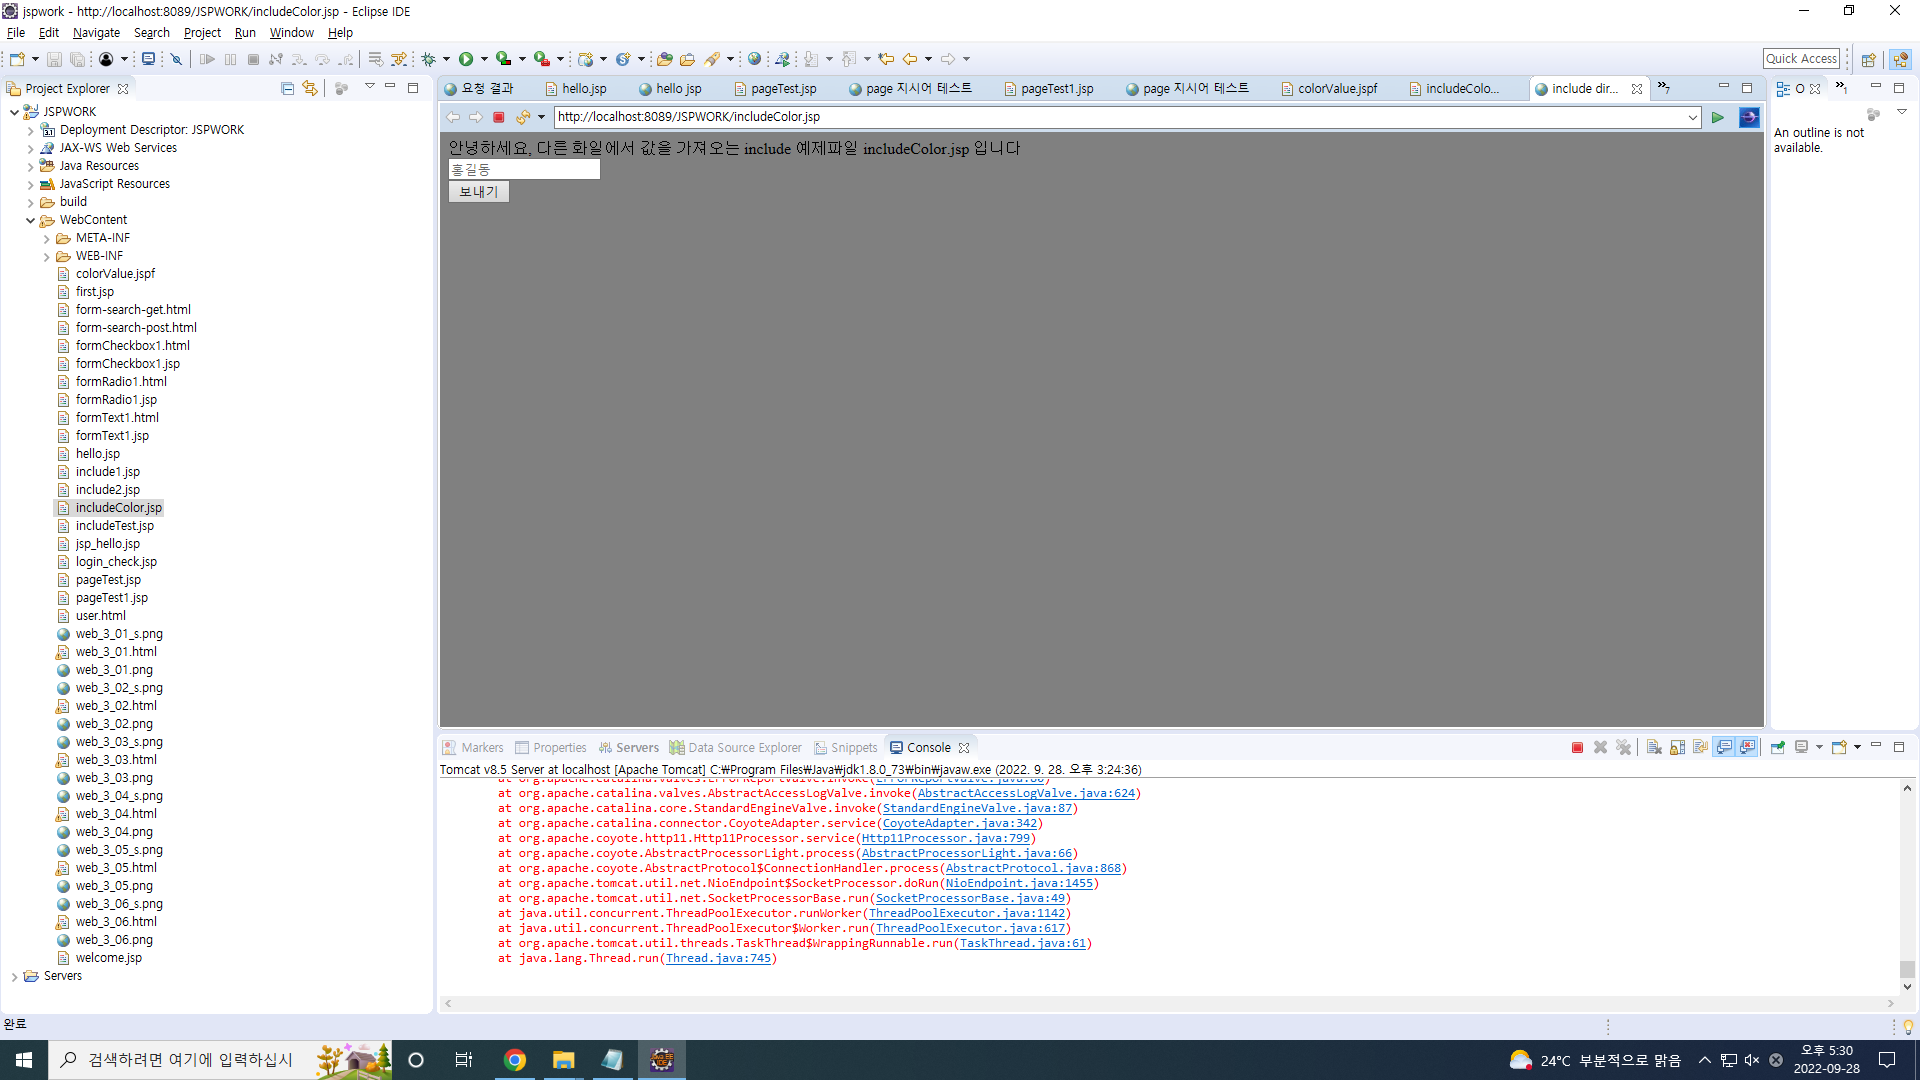 jspwork - http://localhost:8089/JSPWORK/includeColor.jsp - Eclipse IDE
File Edit Navigate Search Project Run Window Help
Quick Access
Project Explorer
JSPWORK
Deployment Descriptor: JSPWORK
JAX-WS Web Services
Java Resources
JavaScript Resources
build
WebContent
META-INF
WEB-INF
colorValue.jspf
first.jsp
form-search-get.html
form-search-post.html
formCheckbox1.html
formCheckbox1.jsp
formRadio1.html
formRadio1.jsp
formText1.html
formText1.jsp
hello.jsp
include1.jsp
include2.jsp
includeColor.jsp
includeTest.jsp
jsp_hello.jsp
login_check.jsp
pageTest.jsp
pageTest1.jsp
user.html
web_3_01_s.png
web_3_01.html
web_3_01.png
web_3_02_s.png
web_3_02.html
web_3_02.png
web_3_03_s.png
web_3_03.html
web_3_03.png
web_3_04_s.png
web_3_04.html
web_3_04.png
web_3_05_s.png
web_3_05.html
web_3_05.png
web_3_06_s.png
web_3_06.html
web_3_06.png
welcome.jsp
Servers
요청 결과 hello.jsp hello jsp pageTest.jsp page 지시어 테스트 pageTest1.jsp page 지시어 테스트 colorValue.jspf includeColo... include dir... »7
http://localhost:8089/JSPWORK/includeColor.jsp
안녕하세요, 다른 화일에서 값을 가져오는 include 예제파일 includeColor.jsp 입니다
홍길동
보내기
O »1
An outline is not
available.
Markers Properties Servers Data Source Explorer Snippets Console
Tomcat v8.5 Server at localhost [Apache Tomcat] C:₩Program Files₩Java₩jdk1.8.0_73₩bin₩javaw.exe (2022. 9. 28. 오후 3:24:36)
at org.apache.catalina.valves.ErrorReportValve.invoke(ErrorReportValve.java:
at org.apache.catalina.valves.AbstractAccessLogValve.invoke(AbstractAccessLogValve.java:624)
at org.apache.catalina.core.StandardEngineValve.invoke(StandardEngineValve.java:87)
at org.apache.catalina.connector.CoyoteAdapter.service(CoyoteAdapter.java:342)
at org.apache.coyote.http11.Http11Processor.service(Http11Processor.java:799)
at org.apache.coyote.AbstractProcessorLight.process(AbstractProcessorLight.java:66)
at org.apache.coyote.AbstractProtocol$ConnectionHandler.process(AbstractProtocol.java:868)
at org.apache.tomcat.util.net.NioEndpoint$SocketProcessor.doRun(NioEndpoint.java:1455)
at org.apache.tomcat.util.net.SocketProcessorBase.run(SocketProcessorBase.java:49)
at java.util.concurrent.ThreadPoolExecutor.runWorker(ThreadPoolExecutor.java:1142)
at java.util.concurrent.ThreadPoolExecutor$Worker.run(ThreadPoolExecutor.java:617)
at org.apache.tomcat.util.threads.TaskThread$WrappingRunnable.run(TaskThread.java:61)
at java.lang.Thread.run(Thread.java:745)
완료
검색하려면 여기에 입력하십시
24°C 부분적으로 맑음
오후 5:30
2022-09-28